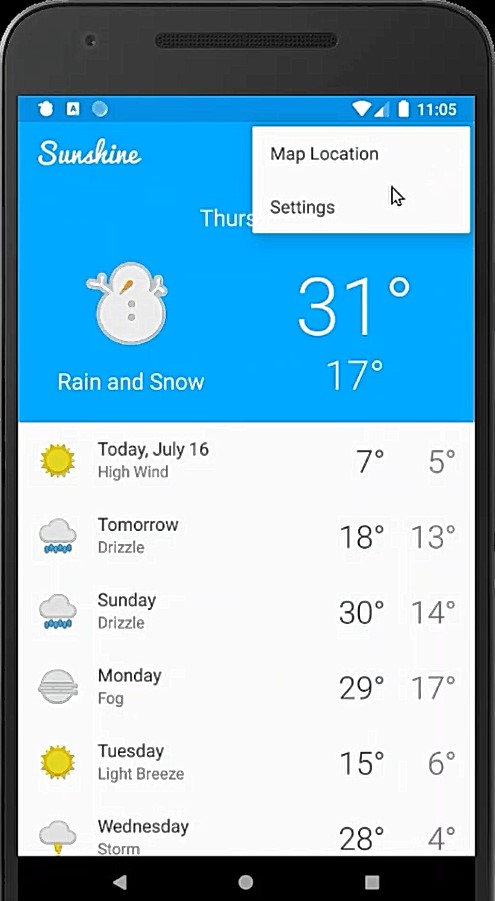 11:05
Sunshine
Map Location
Settings
Thurs
31°
17°
Rain and Snow
Today, July 16
High Wind
7° 5°
Tomorrow
Drizzle
18° 13°
Sunday
Drizzle
30° 14°
Monday
Fog
29° 17°
Tuesday
Light Breeze
15° 6°
Wednesday
Storm
28° 4°